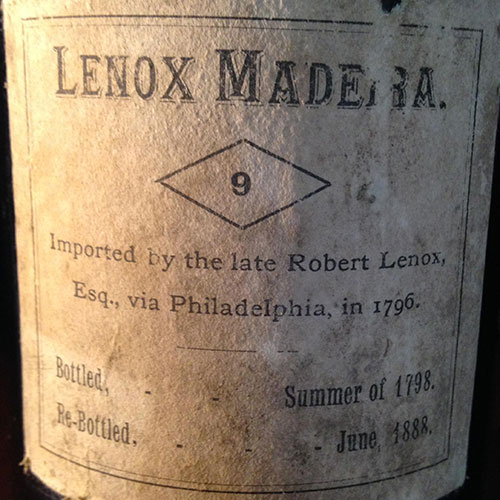 LENOX MADEIRA.
9
Imported by the late Robert Lenox,
Esq., via Philadelphia, in 1796.
Bottled, - - Summer of 1798.
Re-Bottled, - - - June, 1888.